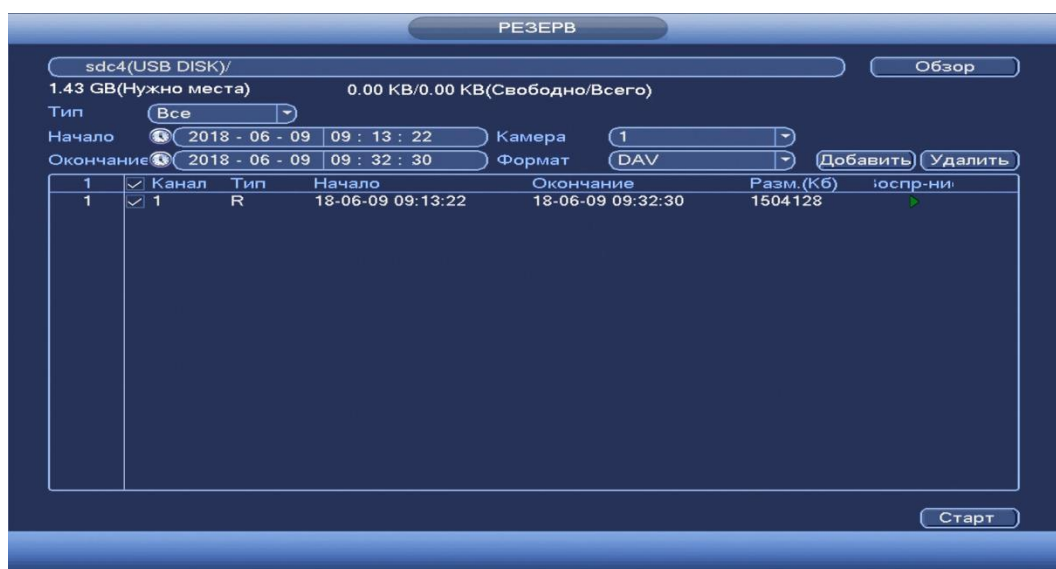 РЕЗЕРВ
sdc4(USB DISK)/ Обзор
1.43 GB(Нужно места) 0.00 KB/0.00 KB(Свободно/Всего)
Тип Все
Начало 2018 - 06 - 09 09 : 13 : 22 Камера 1
Окончание 2018 - 06 - 09 09 : 32 : 30 Формат DAV Добавить Удалить
1 Канал Тип Начало Окончание Разм.(Кб)
1 1 R 18-06-09 09:13:22 18-06-09 09:32:30 1504128
Старт